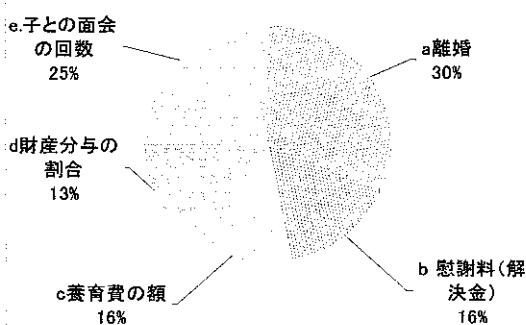 a離婚
30%
b 慰謝料(解
決金)
16%
c養育費の額
16%
d財産分与の
割合
13%
e.子との面会
の回数
25%